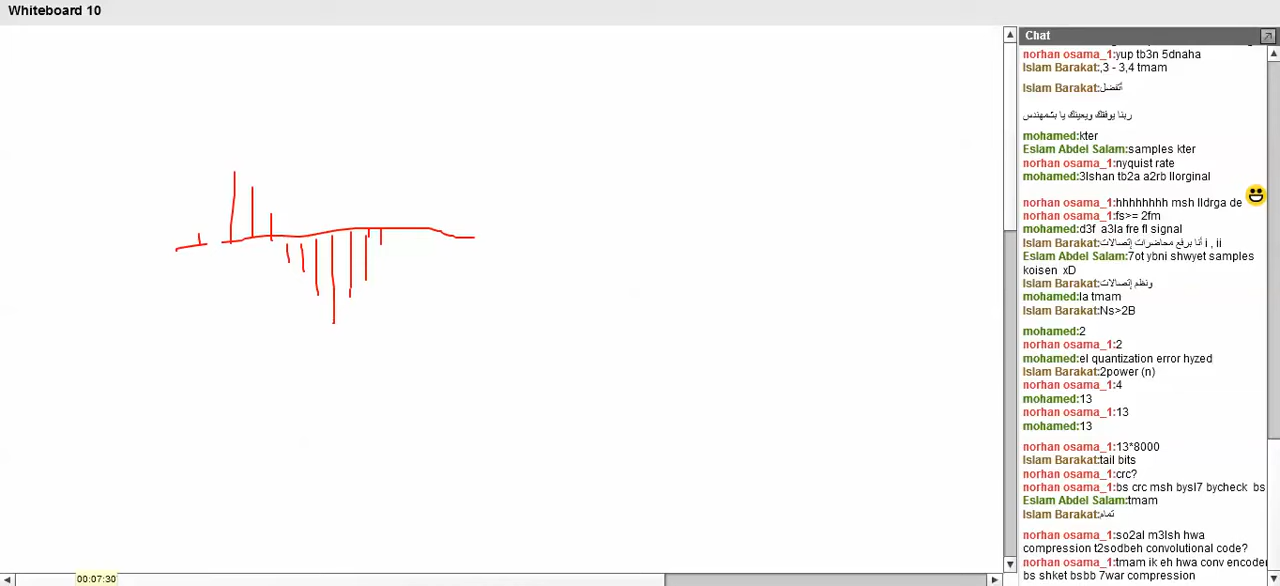 Whiteboard 10
Chat
norhan osama_1:yup tb3n 5dnaha
Islam Barakat:,3 - 3,4 tmam
Islam Barakat:أتفضل
ربنا يوفقك ويعينك يا بشمهندس
mohamed:kter
Eslam Abdel Salam:samples kter
norhan osama_1:nyquist rate
mohamed:3lshan tb2a a2rb llorginal
norhan osama_1:hhhhhhhh msh lldrga de
norhan osama_1:fs>= 2fm
mohamed:d3f a3la fre fl signal
Islam Barakat:أنا برفع محاضرات إتصالات i , ii
Eslam Abdel Salam:7ot ybni shwyet samples
koisen xD
Islam Barakat:ونظم إتصالات
mohamed:la tmam
Islam Barakat:Ns>2B
mohamed:2
norhan osama_1:2
mohamed:el quantization error hyzed
Islam Barakat:2power (n)
norhan osama_1:4
mohamed:13
norhan osama_1:13
mohamed:13
norhan osama_1:13*8000
Islam Barakat:tail bits
norhan osama_1:crc?
norhan osama_1:bs crc msh bysl7 bycheck bs
Eslam Abdel Salam:tmam
Islam Barakat:تمام
norhan osama_1:so2al m3lsh hwa
compression t2sodbeh convolutional code?
norhan osama_1:tmam ik eh hwa conv encoder
bs shket bsbb 7war compression
00:07:30